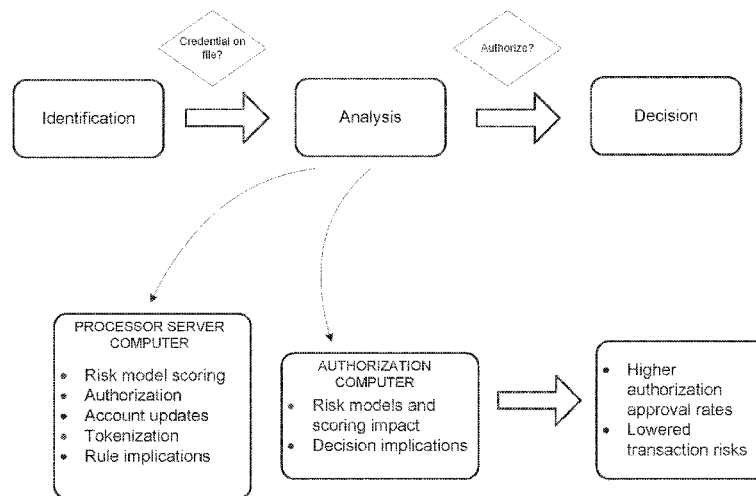 Credential on
file?
Authorize?
Identification
Analysis
Decision
PROCESSOR SERVER
COMPUTER
• Risk model scoring
• Authorization
• Account updates
• Tokenization
• Rule implications
AUTHORIZATION
COMPUTER
• Risk models and
scoring impact
• Decision implications
• Higher
authorization
approval rates
• Lowered
transaction risks